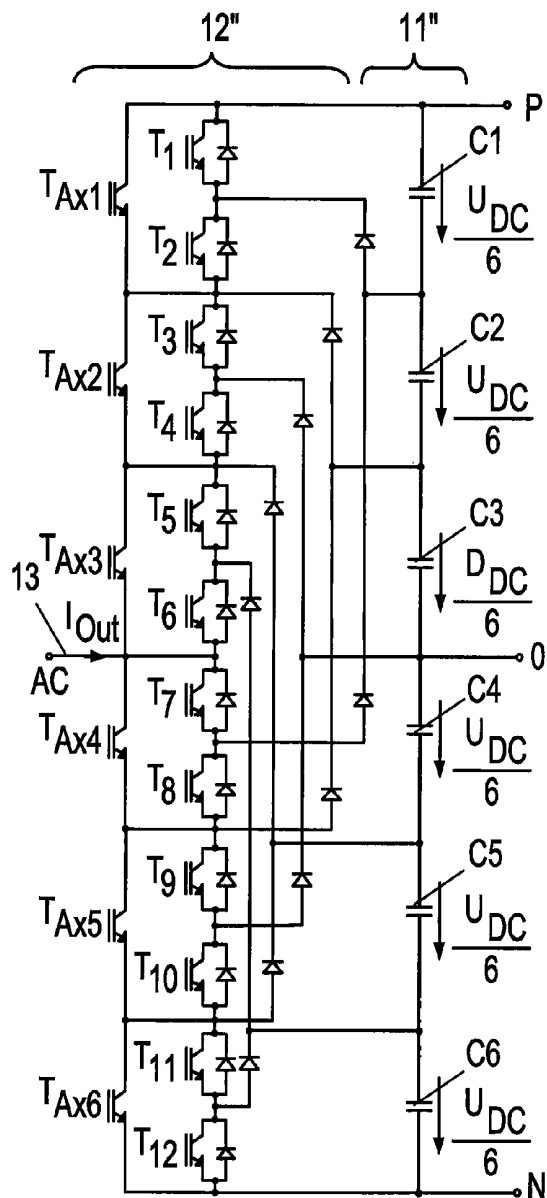 12" 11"
P
T1
C1
TAx1
UDC
6
T2
T3
C2
TAx2
UDC
6
T4
T5
C3
TAx3
DDC
6
13
T6
IOut
0
AC
T7
C4
TAx4
UDC
6
T8
T9
C5
TAx5
UDC
6
T10
T11
C6
TAx6
UDC
6
T12
N